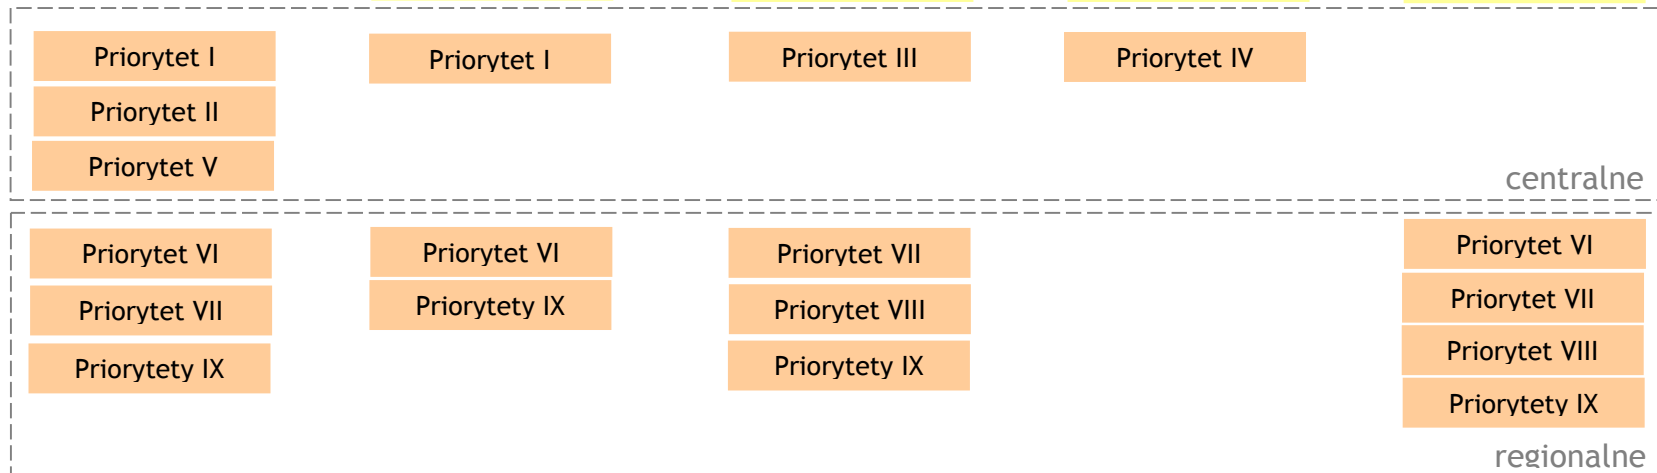 Priorytet I
Priorytet I
Priorytet III
Priorytet IV
Priorytet II
Priorytet V
centralne
Priorytet VI
Priorytet VI
Priorytet VII
Priorytet VI
Priorytet VII
Priorytety IX
Priorytet VIII
Priorytet VII
Priorytety IX
Priorytety IX
Priorytet VIII
Priorytety IX
regionalne